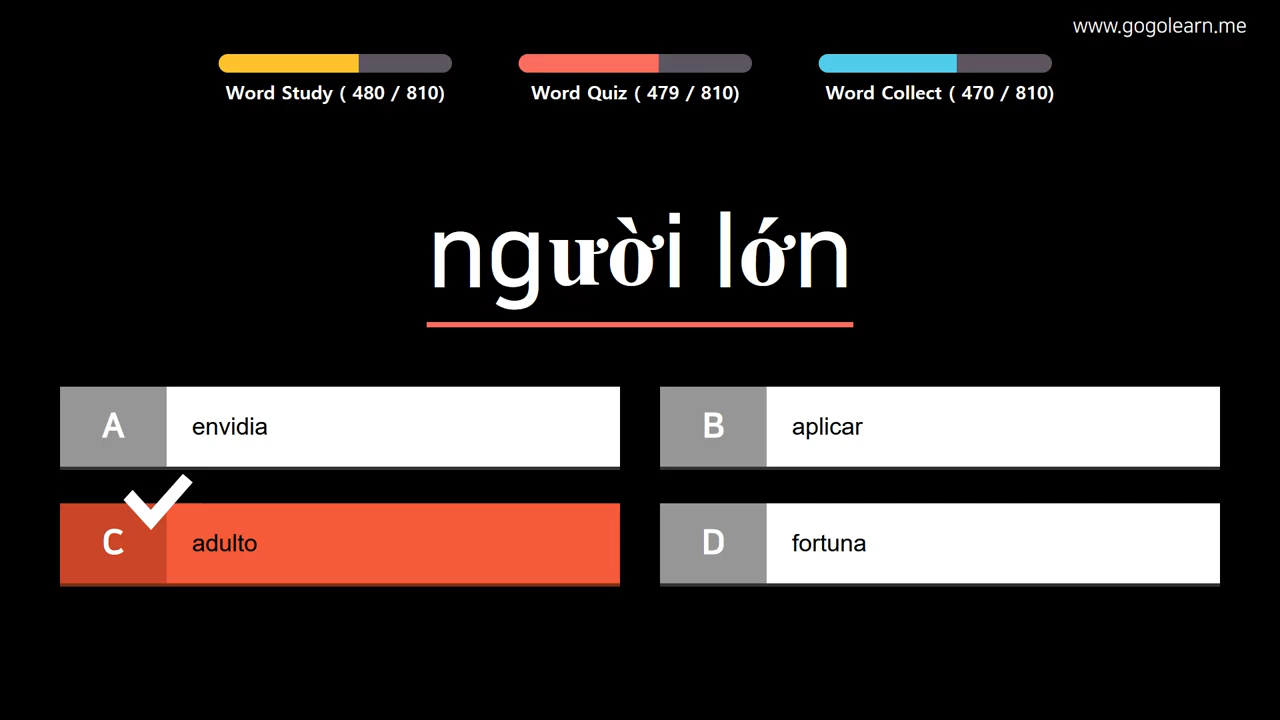 www.gogolearn.me
Word Study ( 480 / 810)
Word Quiz ( 479 / 810)
Word Collect ( 470 / 810)
người lớn
A envidia
B aplicar
C adulto
D fortuna